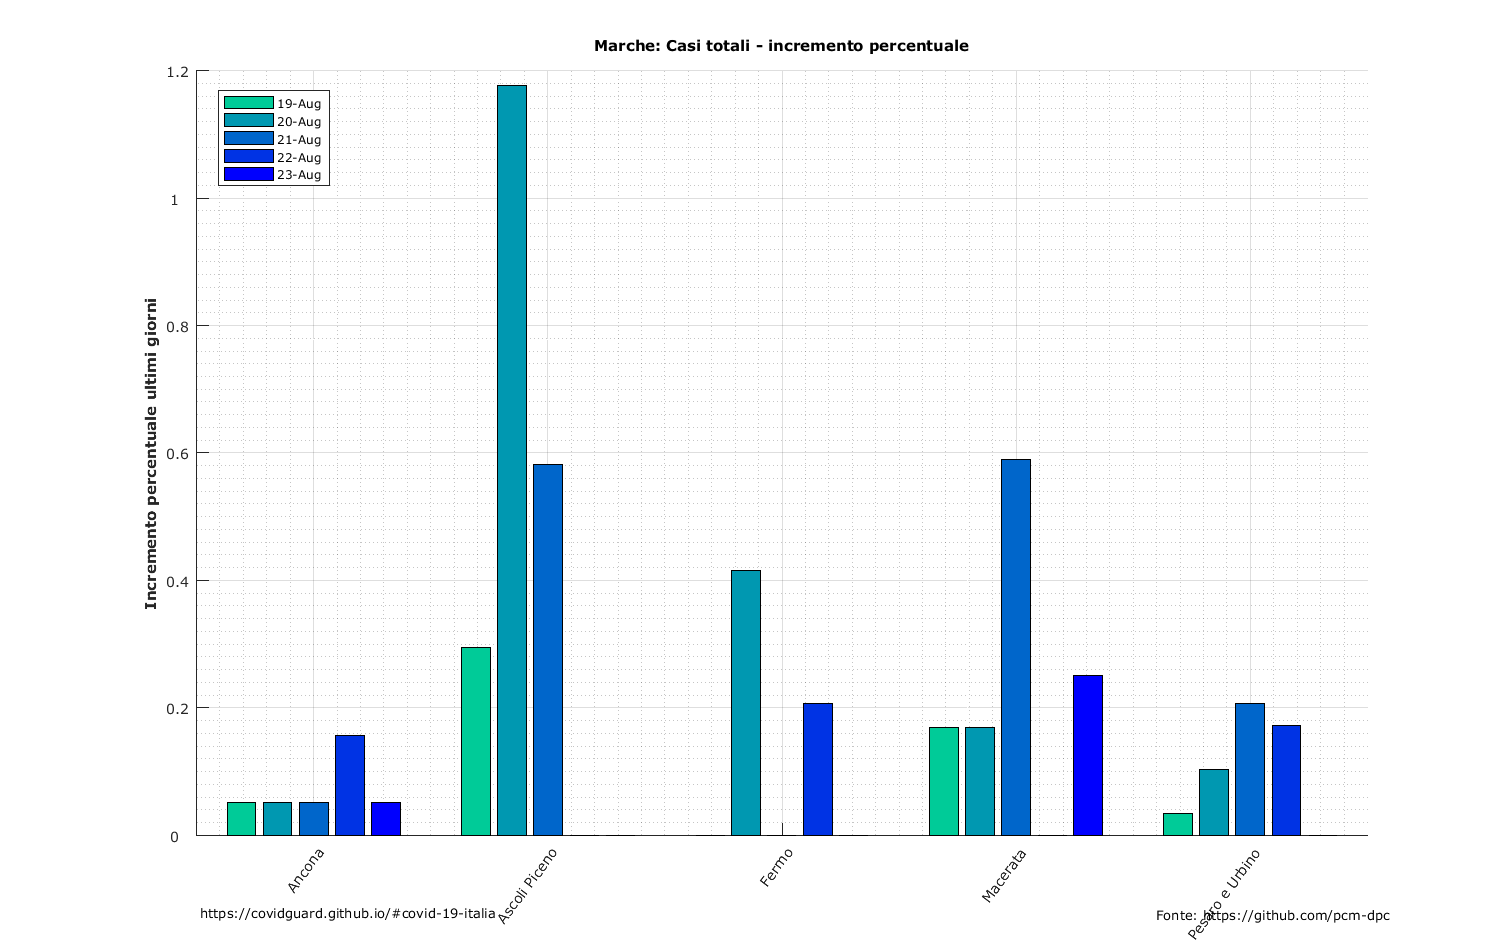 Marche: Casi totali - incremento percentuale
1.2
1
0.8
0.6
0.4
0.2
0
Incremento percentuale ultimi giorni
19-Aug
20-Aug
21-Aug
22-Aug
23-Aug
Ancona
Ascoli Piceno
Fermo
Macerata
Pesaro e Urbino
https://covidguard.github.io/#covid-19-italia
Fonte: https://github.com/pcm-dpc